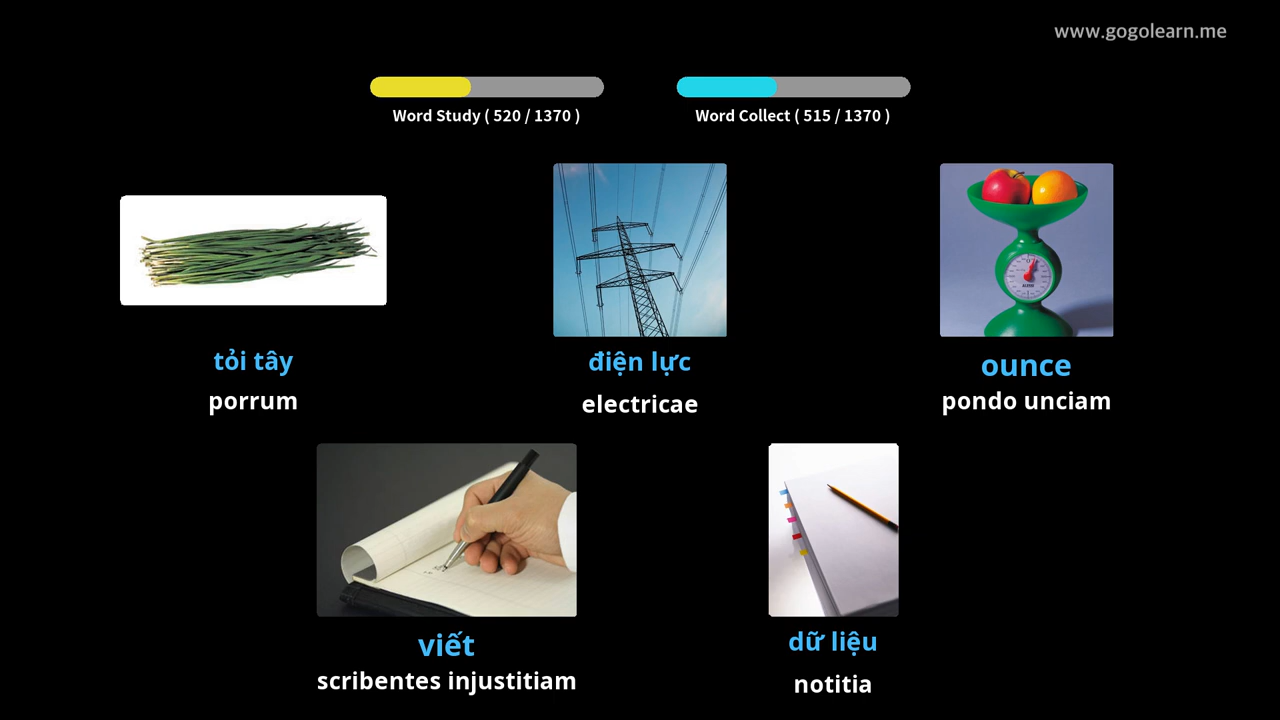 www.gogolearn.me
Word Study ( 520 / 1370 )
Word Collect ( 515 / 1370 )
tỏi tây
porrum
điện lực
electricae
ounce
pondo unciam
viết
scribentes injustitiam
dữ liệu
notitia